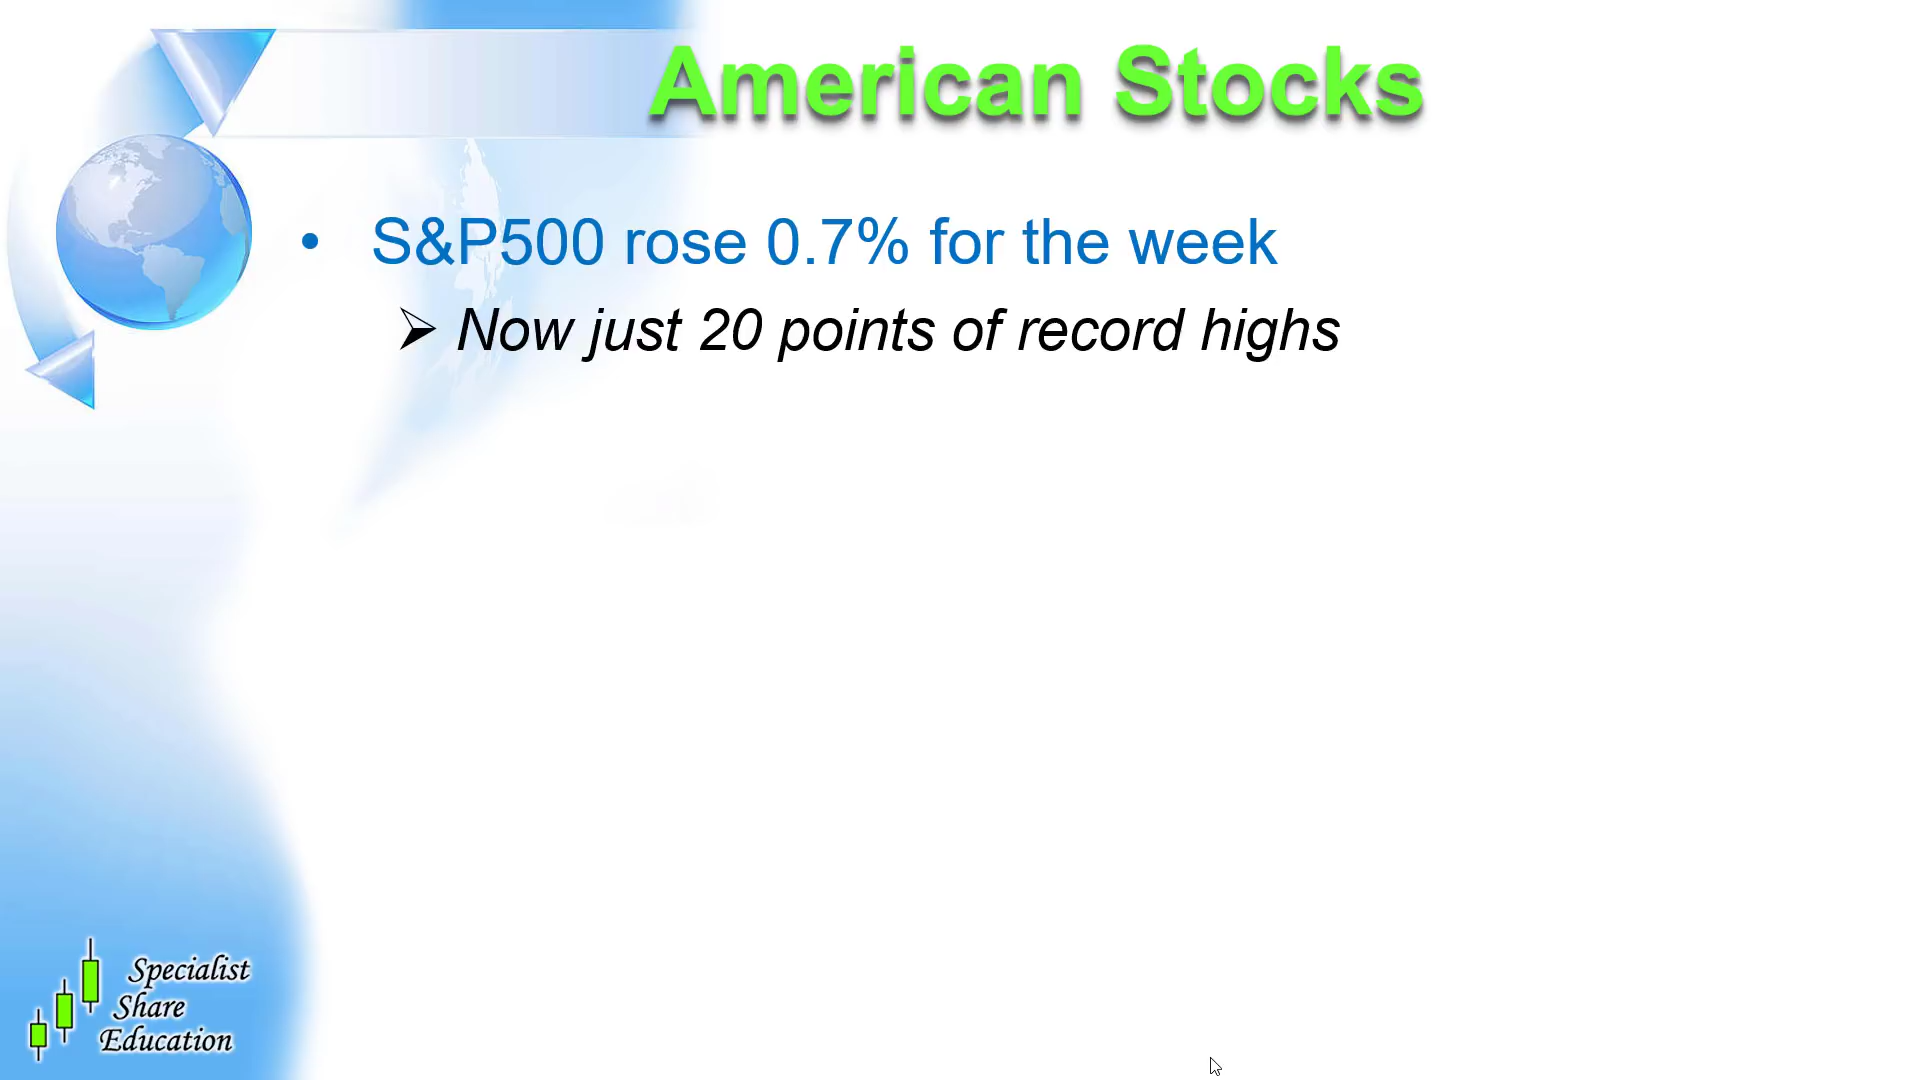 American Stocks
• S&P500 rose 0.7% for the week
➢ Now just 20 points of record highs
Specialist
Share
Education